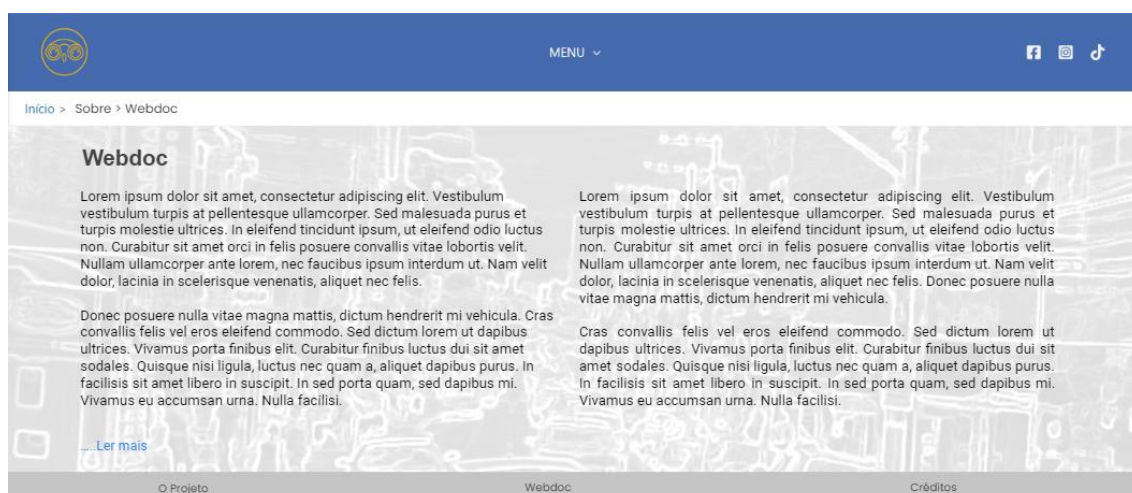 MENU
Início > Sobre > Webdoc
Webdoc
Lorem ipsum dolor sit amet, consectetur adipiscing elit. Vestibulum
vestibulum turpis at pellentesque ullamcorper. Sed malesuada purus et
turpis molestie ultrices. In eleifend tincidunt ipsum, ut eleifend odio luctus
non. Curabitur sit amet orci in felis posuere convallis vitae lobortis velit.
Nullam ullamcorper ante lorem, nec faucibus ipsum interdum ut. Nam velit
dolor, lacinia in scelerisque venenatis, aliquet nec felis.
Donec posuere nulla vitae magna mattis, dictum hendrerit mi vehicula. Cras
convallis felis vel eros eleifend commodo. Sed dictum lorem ut dapibus
ultrices. Vivamus porta finibus elit. Curabitur finibus luctus dui sit amet
sodales. Quisque nisi ligula, luctus nec quam a, aliquet dapibus purus. In
facilisis sit amet libero in suscipit. In sed porta quam, sed dapibus mi.
Vivamus eu accumsan urna. Nulla facilisi.
.....Ler mais
Lorem ipsum dolor sit amet, consectetur adipiscing elit. Vestibulum
vestibulum turpis at pellentesque ullamcorper. Sed malesuada purus et
turpis molestie ultrices. In eleifend tincidunt ipsum, ut eleifend odio luctus
non. Curabitur sit amet orci in felis posuere convallis vitae lobortis velit.
Nullam ullamcorper ante lorem, nec faucibus ipsum interdum ut. Nam velit
dolor, lacinia in scelerisque venenatis, aliquet nec felis. Donec posuere nulla
vitae magna mattis, dictum hendrerit mi vehicula.
Cras convallis felis vel eros eleifend commodo. Sed dictum lorem ut
dapibus ultrices. Vivamus porta finibus elit. Curabitur finibus luctus dui sit
amet sodales. Quisque nisi ligula, luctus nec quam a, aliquet dapibus purus.
In facilisis sit amet libero in suscipit. In sed porta quam, sed dapibus mi.
Vivamus eu accumsan urna. Nulla facilisi.
O Projeto
Webdoc
Créditos